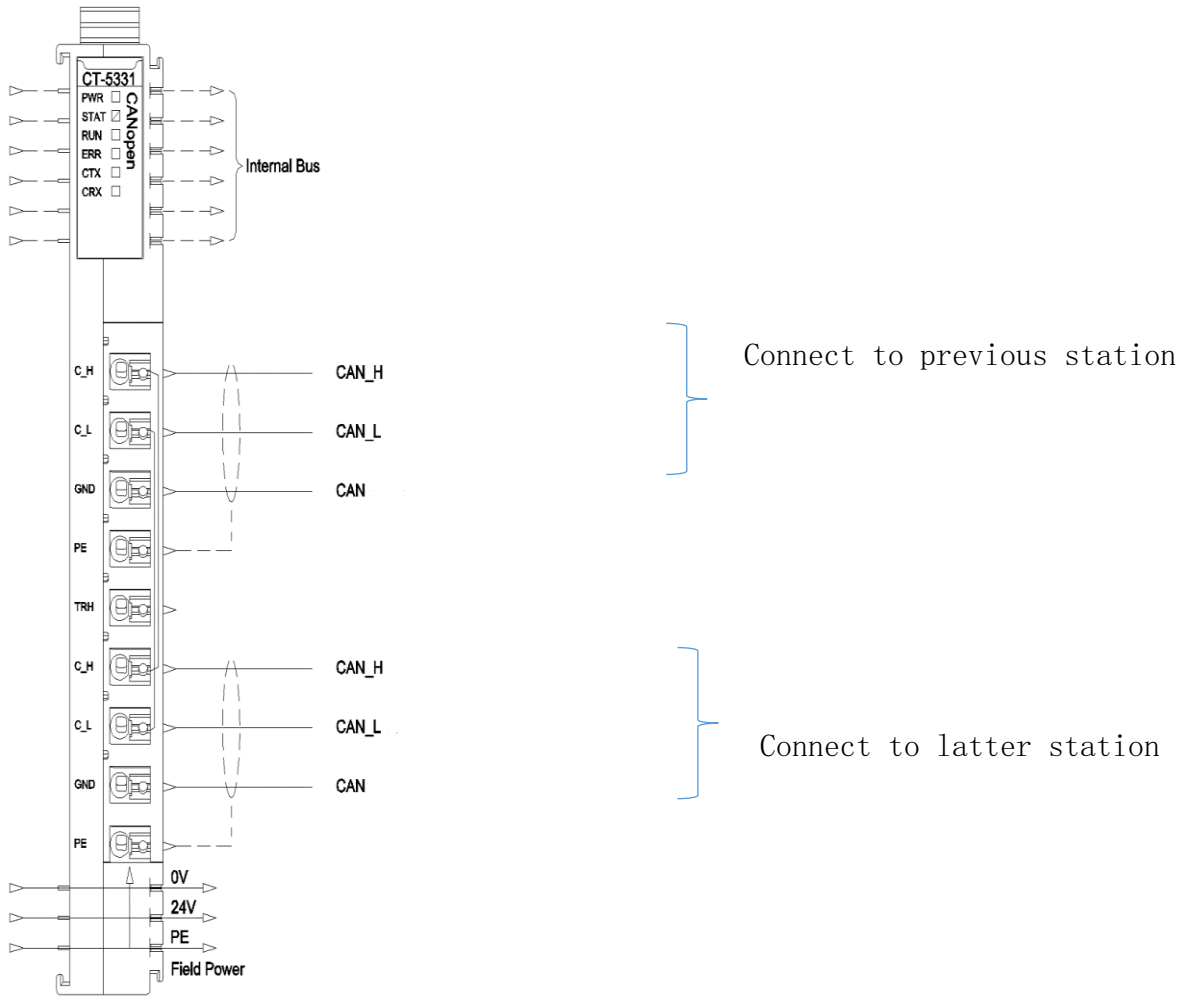 CT-5331
PWR
STAT
RUN
ERR
CTX
CRX
CANopen
Internal Bus
C_H
CAN_H
Connect to previous station
C_L
CAN_L
GND
CAN
PE
TRH
C_H
CAN_H
C_L
CAN_L
Connect to latter station
GND
CAN
PE
0V
24V
PE
Field Power